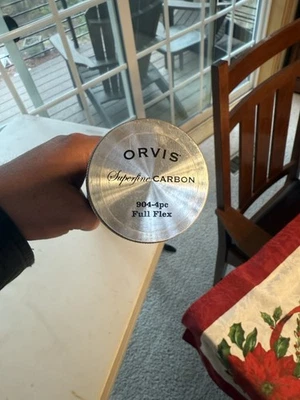 ORVIS
Superfine CARBON
904-4pc
Full Flex